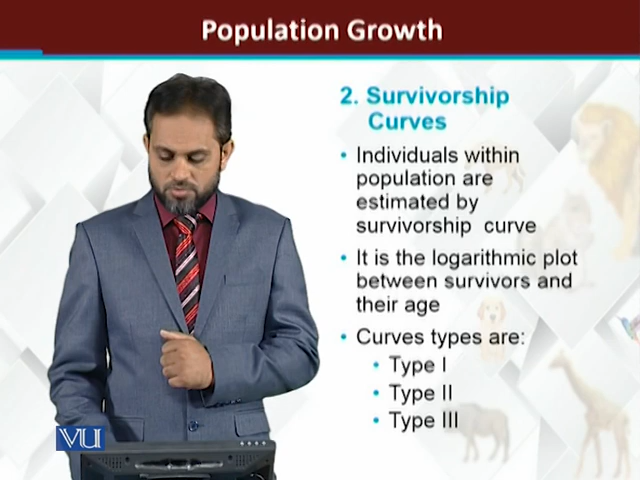 Population Growth
2. Survivorship
Curves
• Individuals within
population are
estimated by
survivorship curve
• It is the logarithmic plot
between survivors and
their age
• Curves types are:
• Type I
• Type II
• Type III
VU